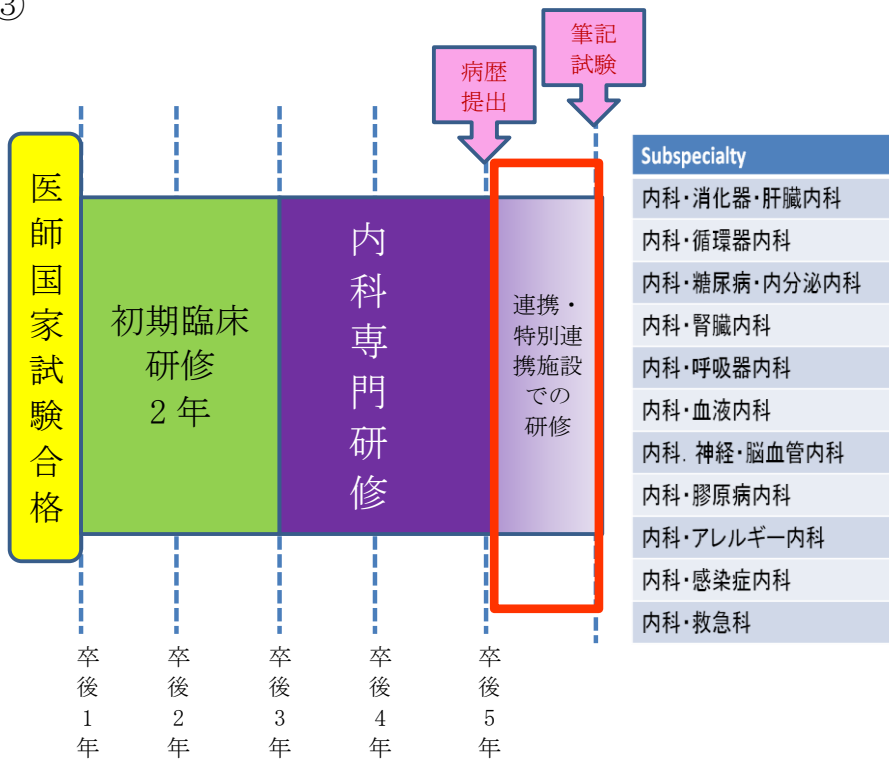 ③
筆記
試験
病歴
提出
医師国家試験合格
初期臨床
研修
2年
内科専門研修
連携・
特別連
携施設
での
研修
Subspecialty
内科・消化器・肝臓内科
内科・循環器内科
内科・糖尿病・内分泌内科
内科・腎臓内科
内科・呼吸器内科
内科・血液内科
内科．神経・脳血管内科
内科・膠原病内科
内科・アレルギー内科
内科・感染症内科
内科・救急科
卒後1年
卒後2年
卒後3年
卒後4年
卒後5年